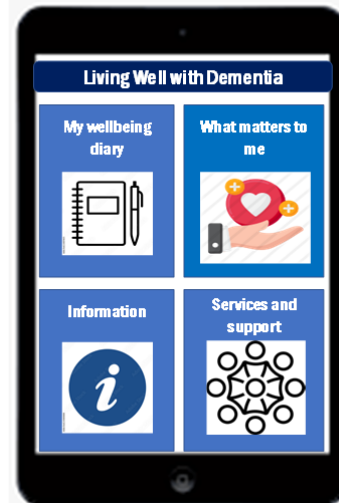 Living Well with Dementia
My wellbeing
diary
What matters to
me
Information
Services and
support